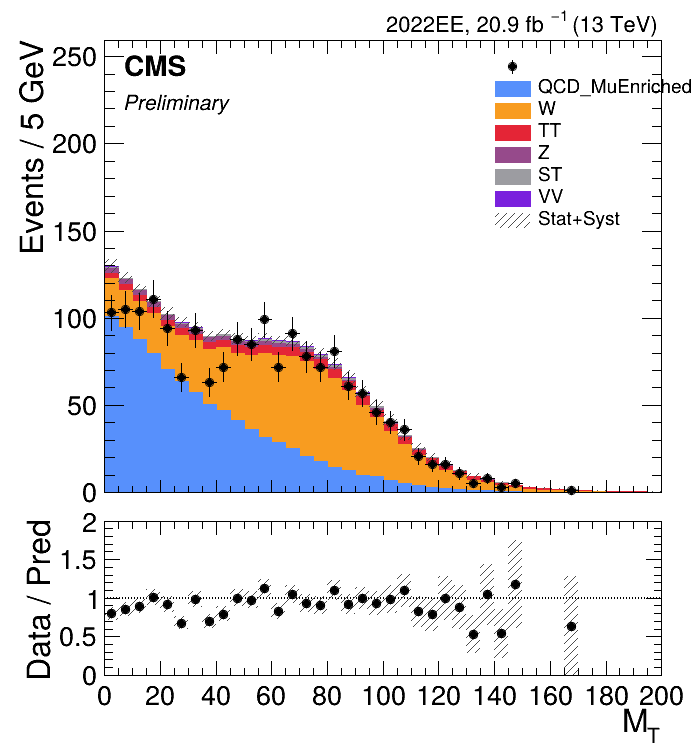 2022EE, 20.9 fb ⁻¹ (13 TeV)
CMS
Preliminary
QCD_MuEnriched
W
TT
Z
ST
VV
Stat+Syst
Events / 5 GeV
250
200
150
100
50
0
Data / Pred
2
1.5
1
0.5
0
0 20 40 60 80 100 120 140 160 180 200
M_T